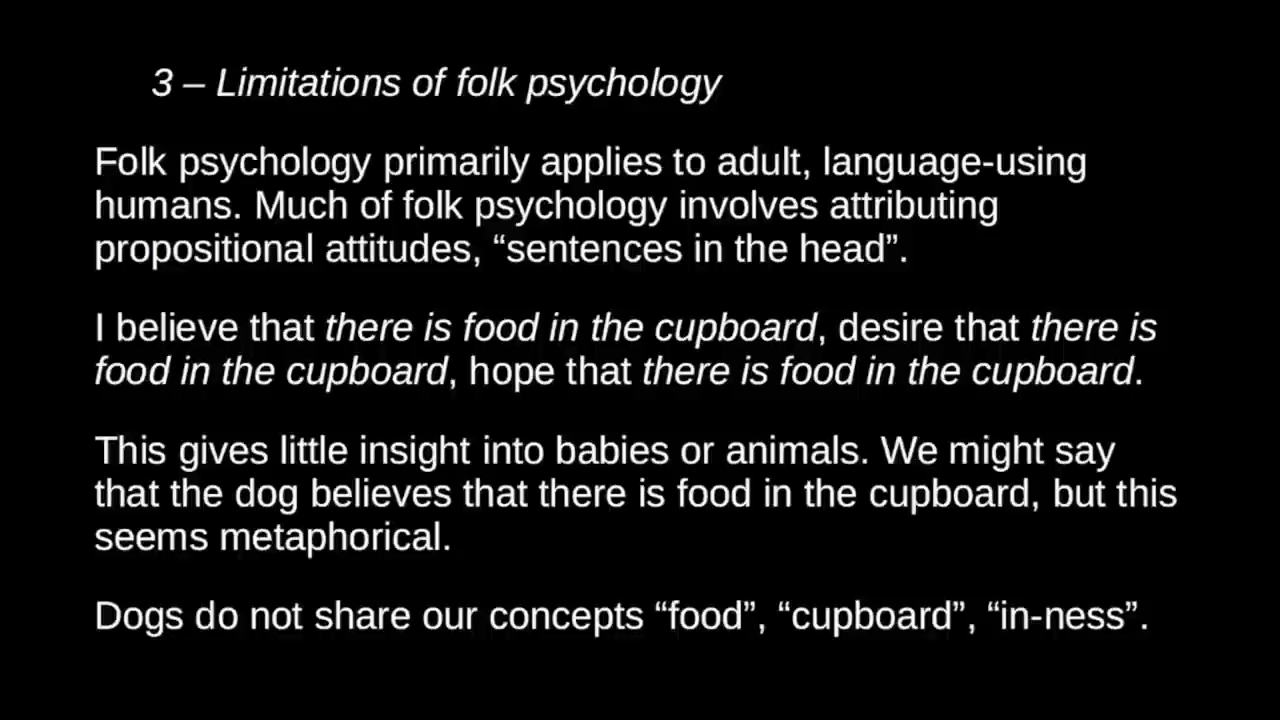 3 – Limitations of folk psychology
Folk psychology primarily applies to adult, language-using
humans. Much of folk psychology involves attributing
propositional attitudes, “sentences in the head”.
I believe that there is food in the cupboard, desire that there is
food in the cupboard, hope that there is food in the cupboard.
This gives little insight into babies or animals. We might say
that the dog believes that there is food in the cupboard, but this
seems metaphorical.
Dogs do not share our concepts “food”, “cupboard”, “in-ness”.